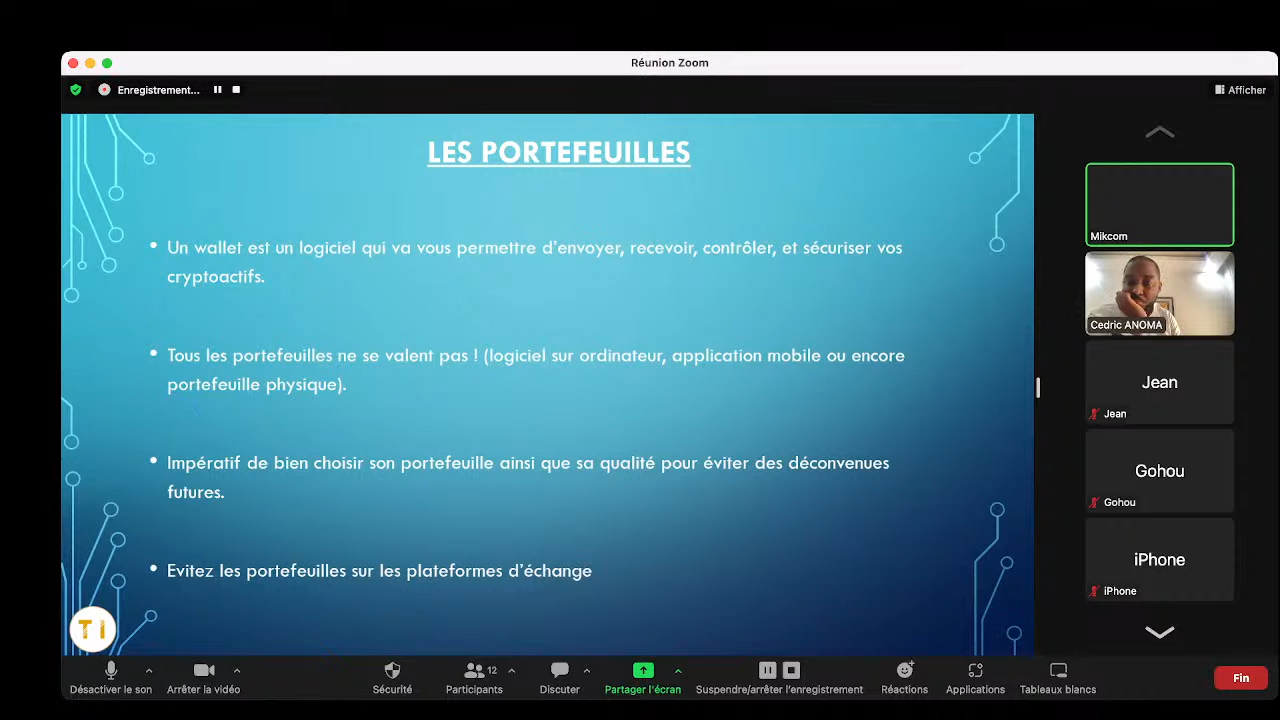 Réunion Zoom
Enregistrement...
Afficher
LES PORTEFEUILLES
• Un wallet est un logiciel qui va vous permettre d'envoyer, recevoir, contrôler, et sécuriser vos
cryptoactifs.
• Tous les portefeuilles ne se valent pas ! (logiciel sur ordinateur, application mobile ou encore
portefeuille physique).
• Impératif de bien choisir son portefeuille ainsi que sa qualité pour éviter des déconvenues
futures.
• Evitez les portefeuilles sur les plateformes d'échange
T I
Mikcom
Cedric ANOMA
Jean
Jean
Gohou
Gohou
iPhone
iPhone
Désactiver le son
Arrêter la vidéo
Sécurité
12
Participants
Discuter
Partager l'écran
Suspendre/arrêter l'enregistrement
Réactions
Applications
Tableaux blancs
Fin